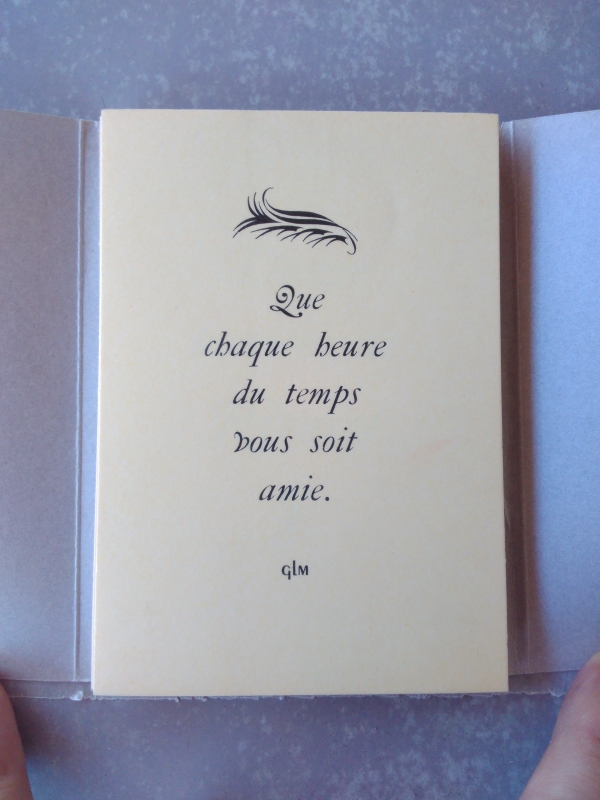 Que
chaque heure
du temps
vous soit
amie.
GLM